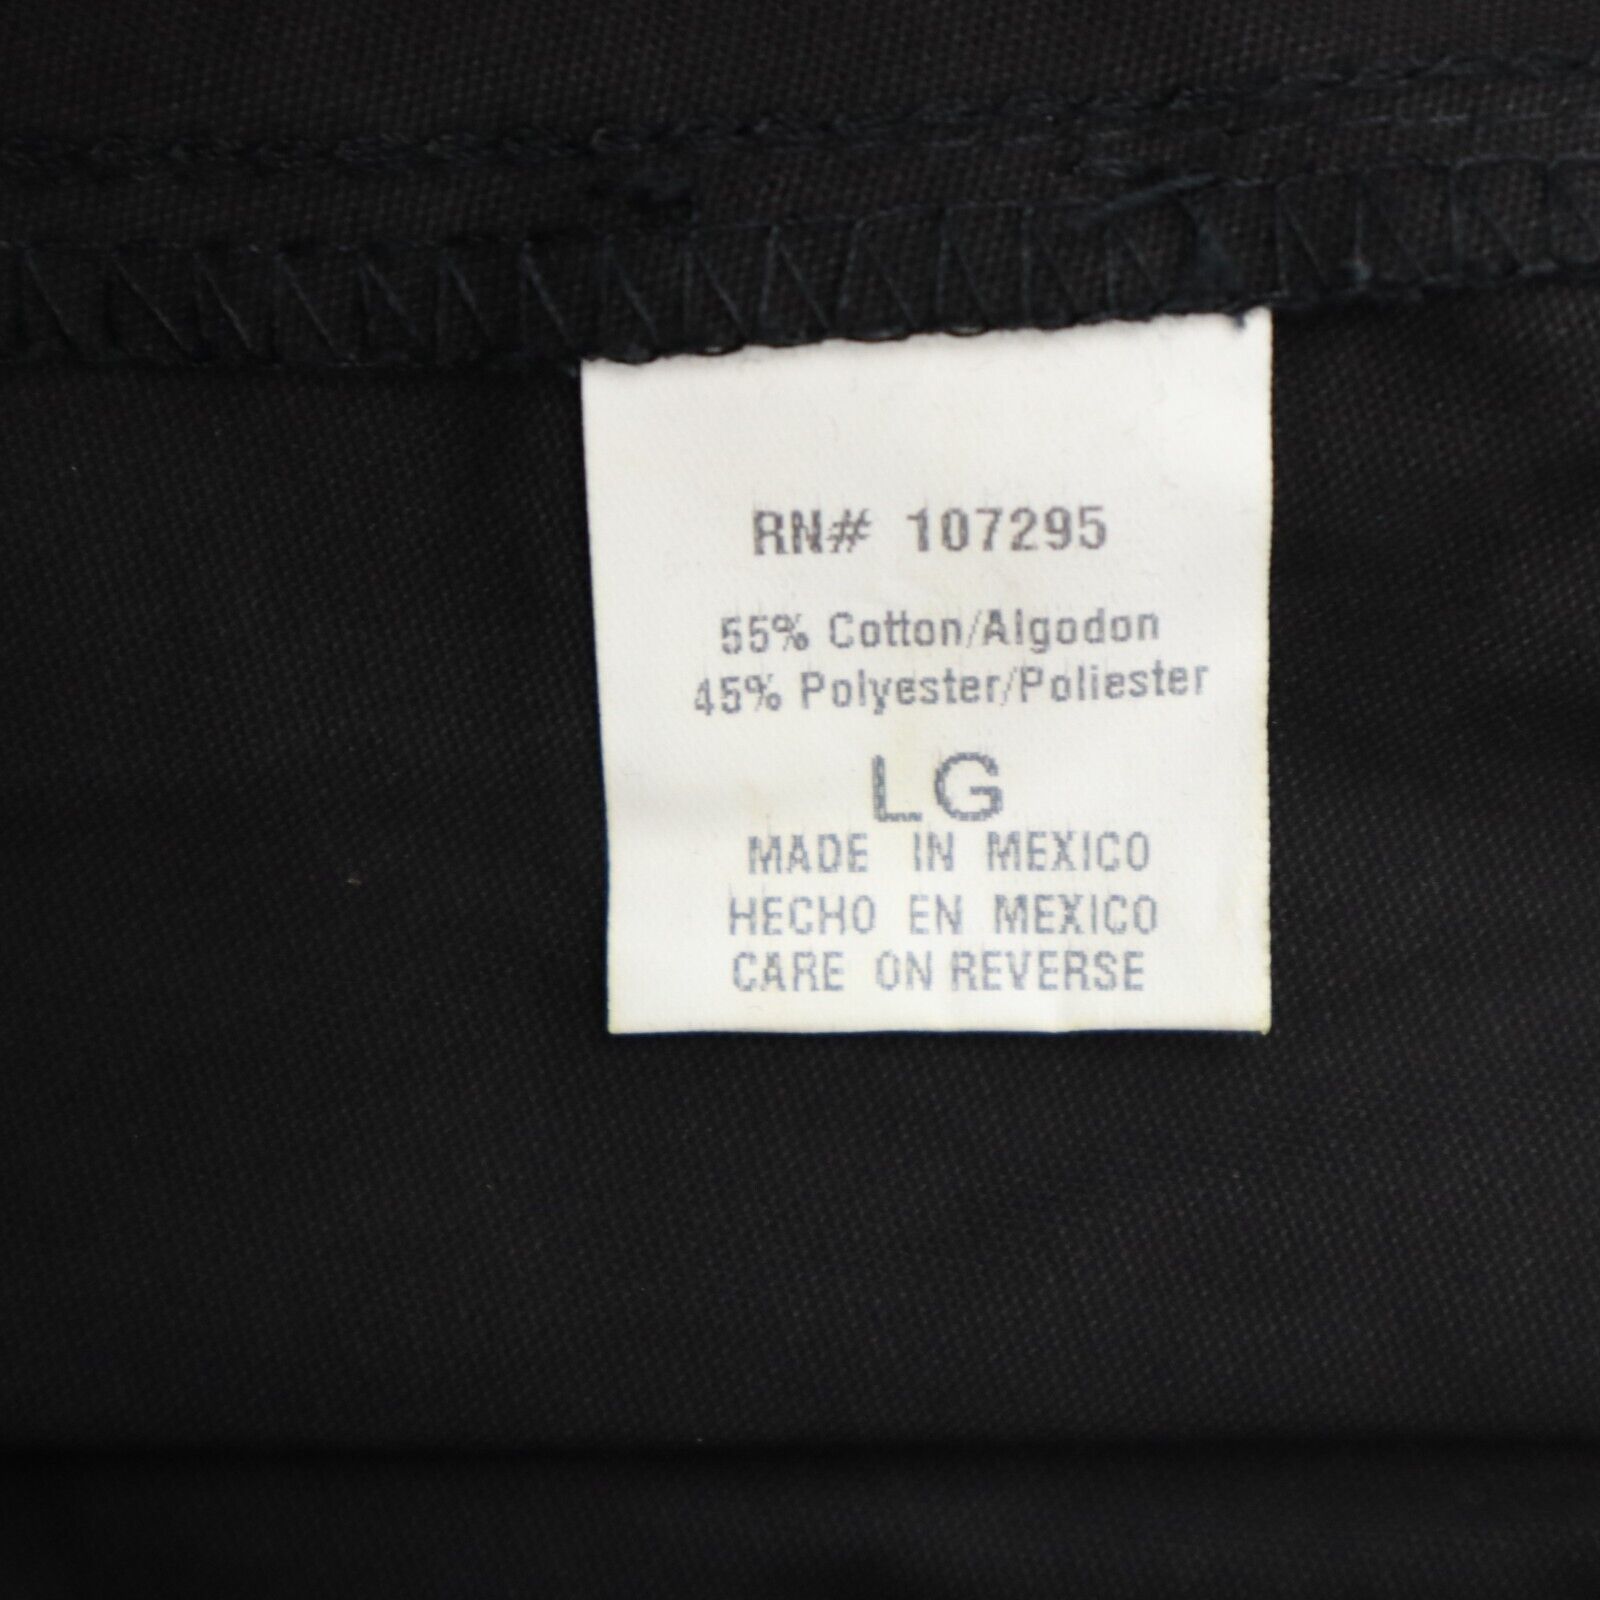 RN# 107295
55% Cotton/Algodon
45% Polyester/Poliester
LG
MADE IN MEXICO
HECHO EN MEXICO
CARE ON REVERSE